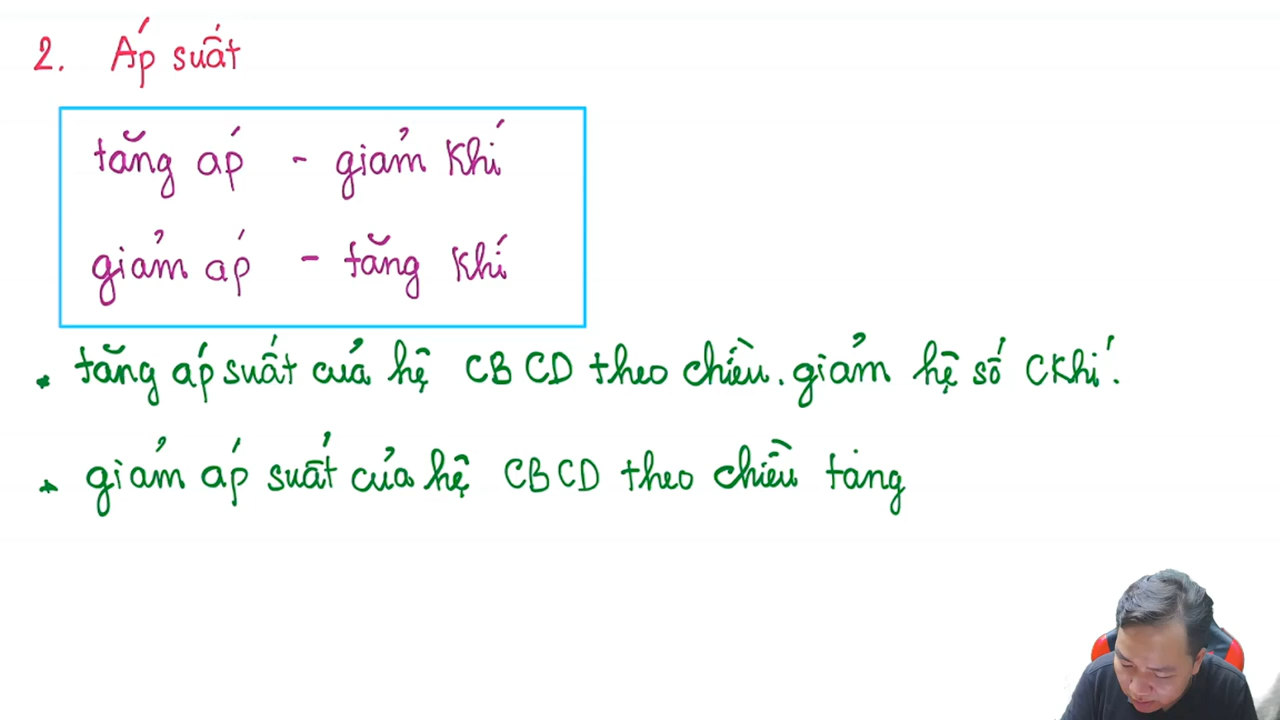 2. Áp suất
tăng áp - giảm khí
giảm áp - tăng khí
• tăng áp suất của hệ CBCD theo chiều. giảm hệ số C khí.
• giảm áp suất của hệ CBCD theo chiều tăng